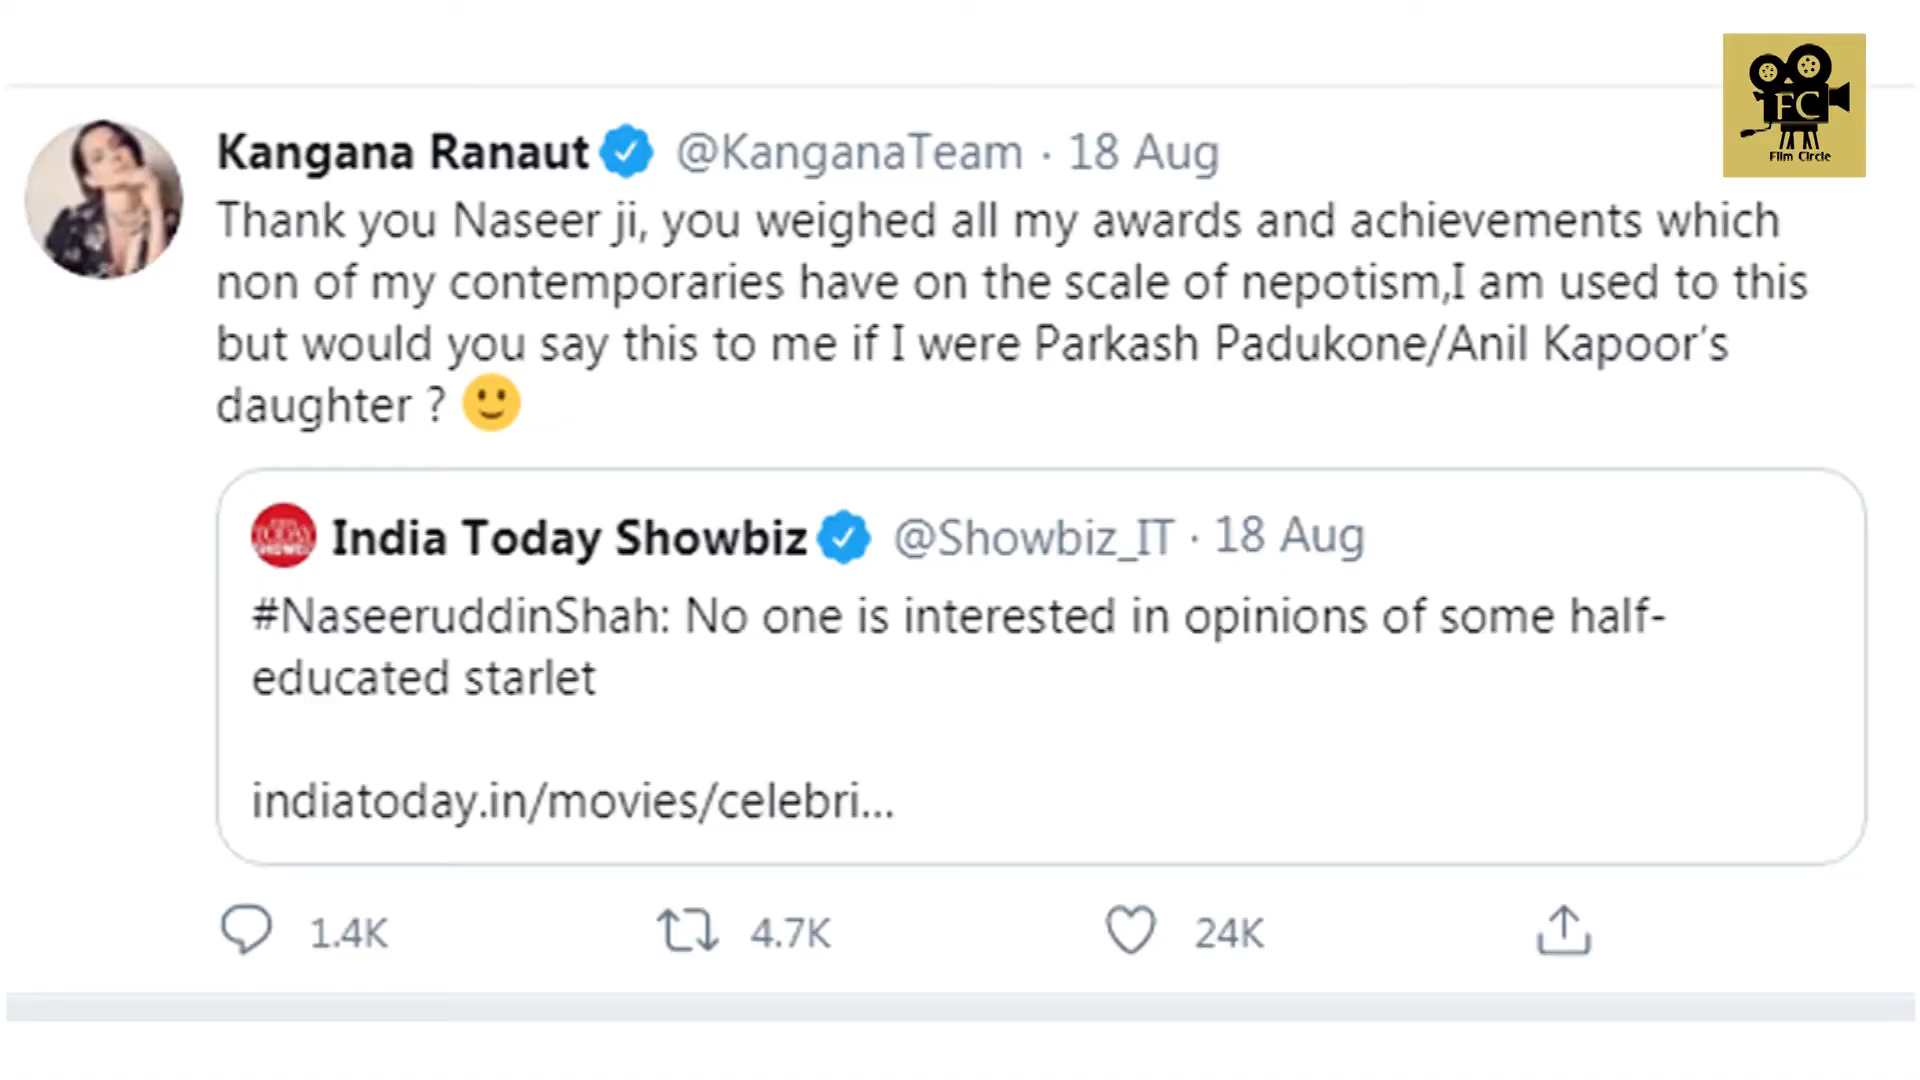 FC
Film Circle
Kangana Ranaut @KanganaTeam · 18 Aug
Thank you Naseer ji, you weighed all my awards and achievements which
non of my contemporaries have on the scale of nepotism,I am used to this
but would you say this to me if I were Parkash Padukone/Anil Kapoor’s
daughter ? 🙂
TODAY
India Today Showbiz @Showbiz_IT · 18 Aug
#NaseeruddinShah: No one is interested in opinions of some half-
educated starlet
indiatoday.in/movies/celebri...
1.4K 4.7K 24K